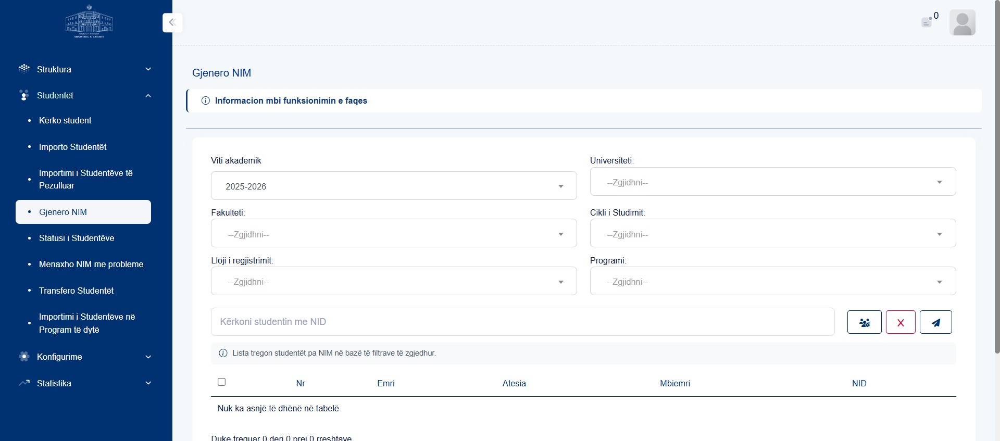 REPUBLIKA E SHQIPËRISË
MINISTRIA E ARSIMIT
0
Struktura
Studentët
Kërko student
Importo Studentët
Importimi i Studentëve të
Pezulluar
Gjenero NIM
Statusi i Studentëve
Menaxho NIM me probleme
Transfero Studentët
Importimi i Studentëve në
Program të dytë
Konfigurime
Statistika
Gjenero NIM
Informacion mbi funksionimin e faqes
Viti akademik
2025-2026
Universiteti:
--Zgjidhni--
Fakulteti:
--Zgjidhni--
Cikli i Studimit:
--Zgjidhni--
Lloji i regjistrimit:
--Zgjidhni--
Programi:
--Zgjidhni--
Kërkoni studentin me NID
Lista tregon studentët pa NIM në bazë të filtrave të zgjedhur.
Nr Emri Atesia Mbiemri NID
Nuk ka asnjë të dhënë në tabelë
Duke treguar 0 deri 0 prej 0 rreshtave